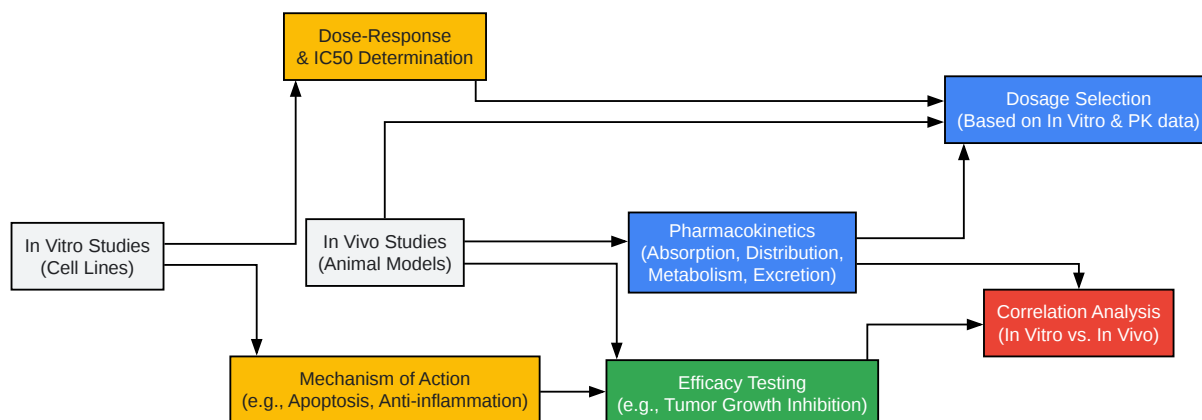 Dose-Response
& IC50 Determination
Dosage Selection
(Based on In Vitro & PK data)
In Vitro Studies
(Cell Lines)
In Vivo Studies
(Animal Models)
Pharmacokinetics
(Absorption, Distribution,
Metabolism, Excretion)
Correlation Analysis
(In Vitro vs. In Vivo)
Mechanism of Action
(e.g., Apoptosis, Anti-inflammation)
Efficacy Testing
(e.g., Tumor Growth Inhibition)